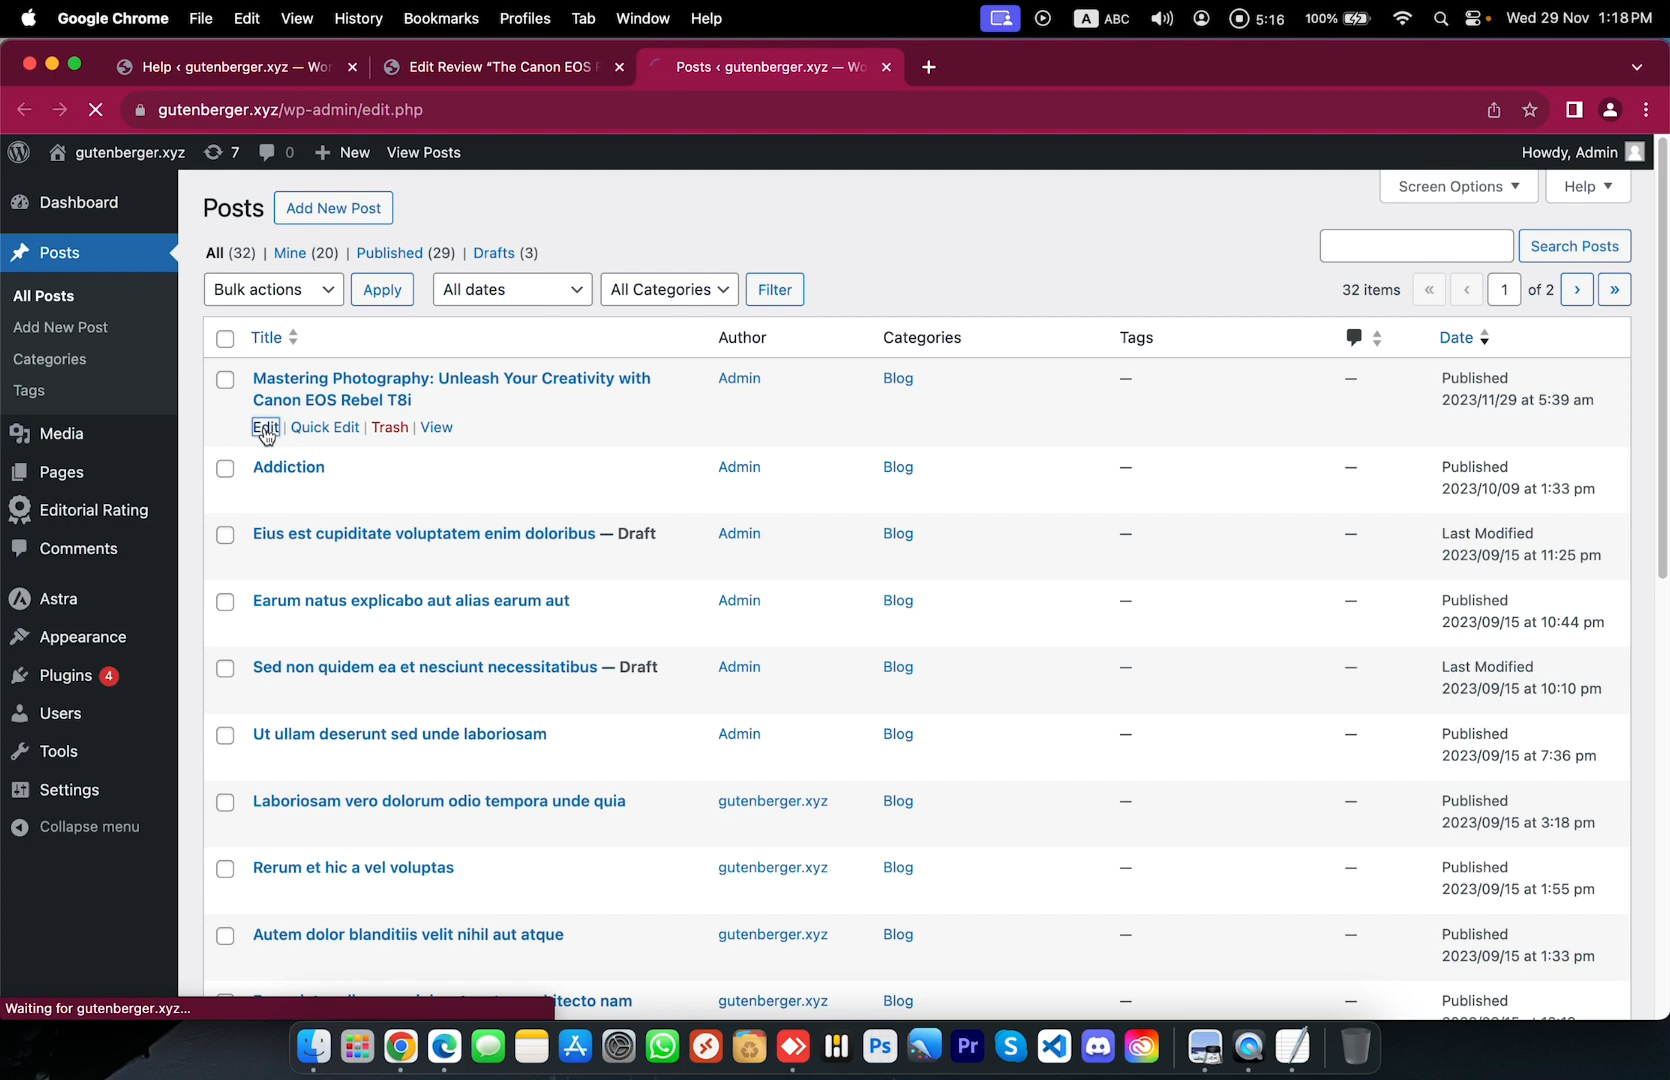 Google Chrome File Edit View History Bookmarks Profiles Tab Window Help A ABC 5:16 100% Wed 29 Nov 1:18 PM
Help ‹ gutenberger.xyz — Wor Edit Review "The Canon EOS Posts ‹ gutenberger.xyz — Wo
gutenberger.xyz/wp-admin/edit.php
gutenberger.xyz 7 0 New View Posts Howdy, Admin
Screen Options Help
Dashboard
Posts
All Posts
Add New Post
Categories
Tags
Media
Pages
Editorial Rating
Comments
Astra
Appearance
Plugins 4
Users
Tools
Settings
Collapse menu
Posts Add New Post
All (32) | Mine (20) | Published (29) | Drafts (3)
Search Posts
Bulk actions Apply All dates All Categories Filter 32 items « ‹ 1 of 2 › »
Title Author Categories Tags Date
Mastering Photography: Unleash Your Creativity with Admin Blog — — Published
Canon EOS Rebel T8i 2023/11/29 at 5:39 am
Edit | Quick Edit | Trash | View
Addiction Admin Blog — — Published
2023/10/09 at 1:33 pm
Eius est cupiditate voluptatem enim doloribus — Draft Admin Blog — — Last Modified
2023/09/15 at 11:25 pm
Earum natus explicabo aut alias earum aut Admin Blog — — Published
2023/09/15 at 10:44 pm
Sed non quidem ea et nesciunt necessitatibus — Draft Admin Blog — — Last Modified
2023/09/15 at 10:10 pm
Ut ullam deserunt sed unde laboriosam Admin Blog — — Published
2023/09/15 at 7:36 pm
Laboriosam vero dolorum odio tempora unde quia gutenberger.xyz Blog — — Published
2023/09/15 at 3:18 pm
Rerum et hic a vel voluptas gutenberger.xyz Blog — — Published
2023/09/15 at 1:55 pm
Autem dolor blanditiis velit nihil aut atque gutenberger.xyz Blog — — Published
2023/09/15 at 1:33 pm
itecto nam gutenberger.xyz Blog — — Published
Waiting for gutenberger.xyz...
Ps Pr S